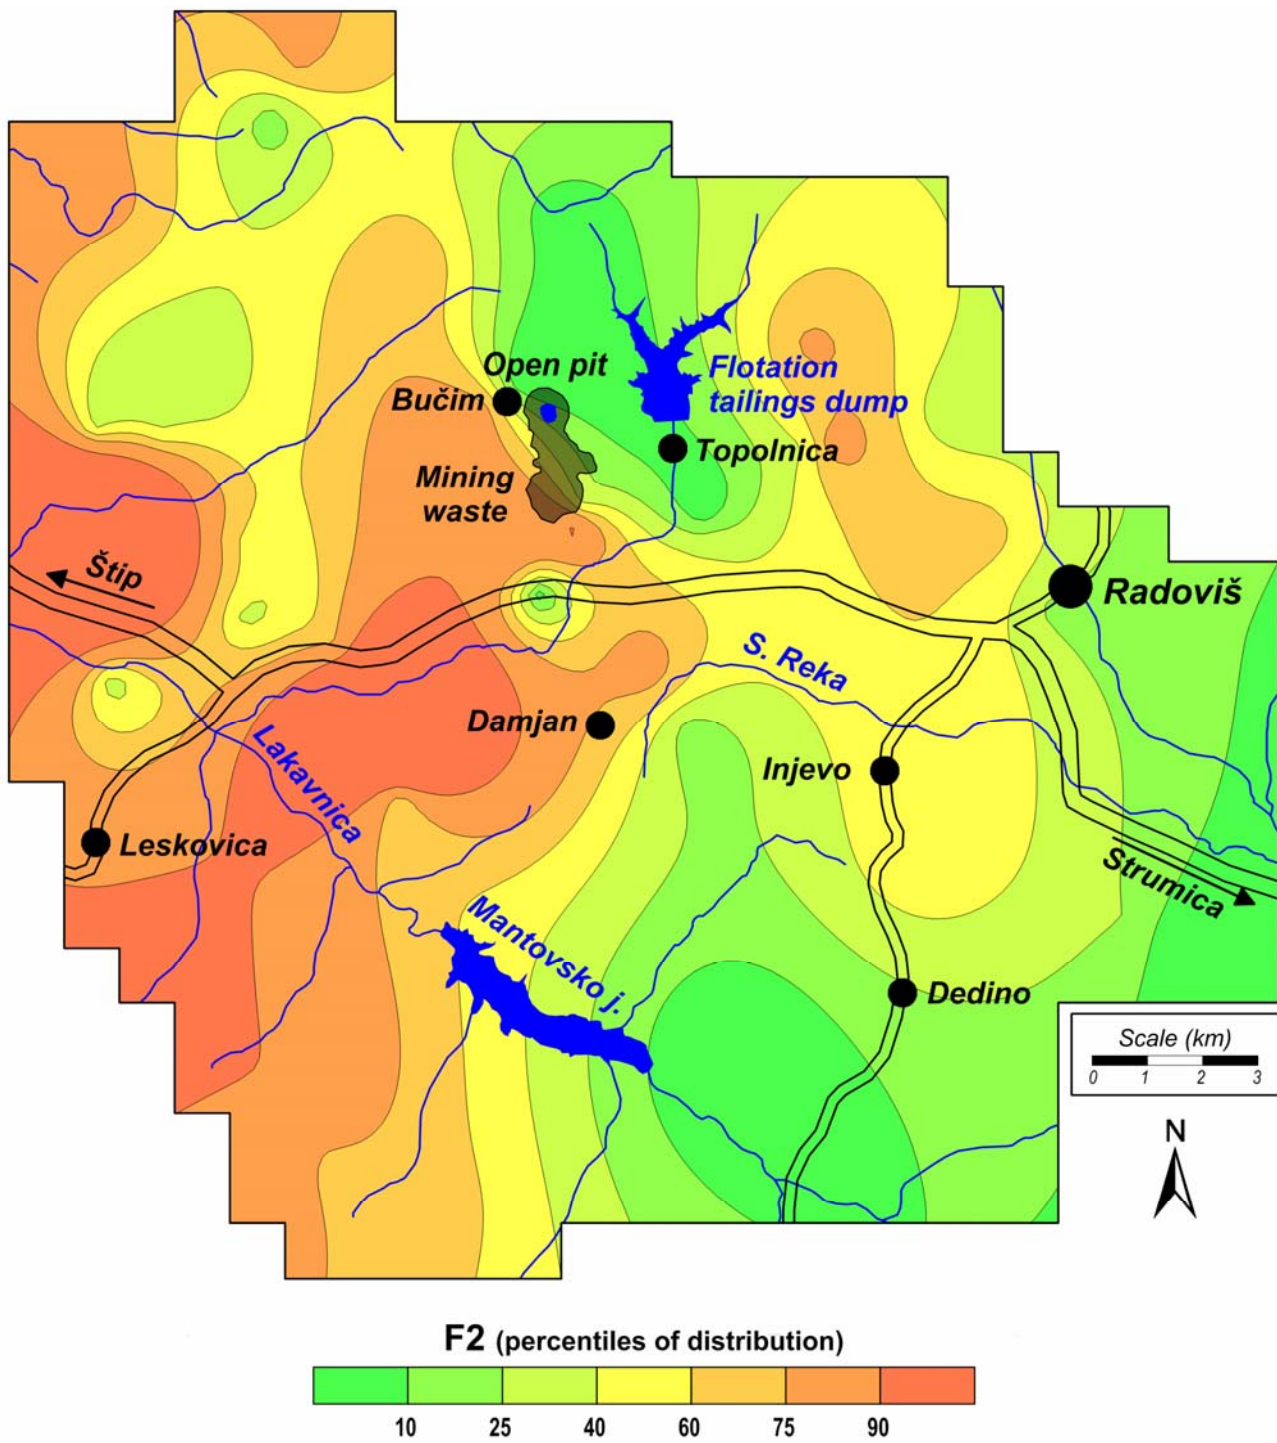 Open pit
Bučim
Flotation
tailings dump
Topolnica
Mining
waste
Štip
Radoviš
S. Reka
Damjan
Lakavnica
Injevo
Leskovica
Strumica
Mantovsko j.
Dedino
Scale (km)
0 1 2 3
N
F2 (percentiles of distribution)
10 25 40 60 75 90